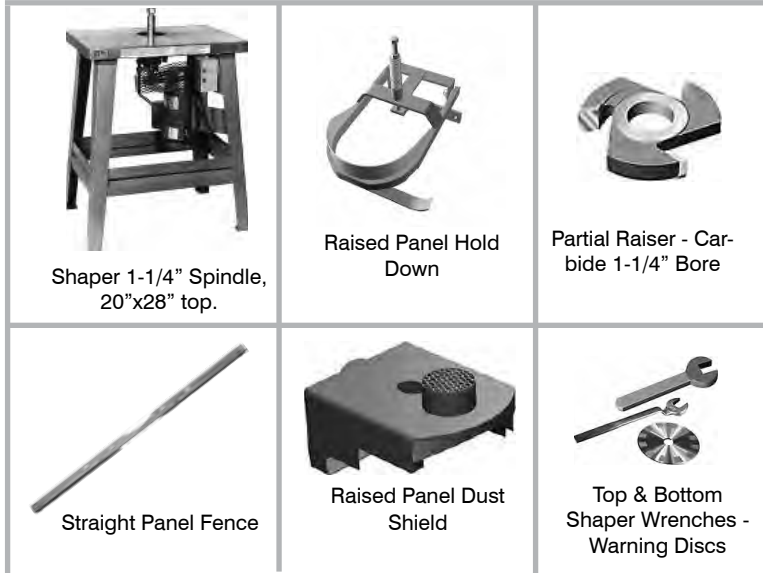 Shaper 1-1/4” Spindle,
20”x28” top.
Raised Panel Hold
Down
Partial Raiser - Car-
bide 1-1/4” Bore
Straight Panel Fence
Raised Panel Dust
Shield
Top & Bottom
Shaper Wrenches -
Warning Discs